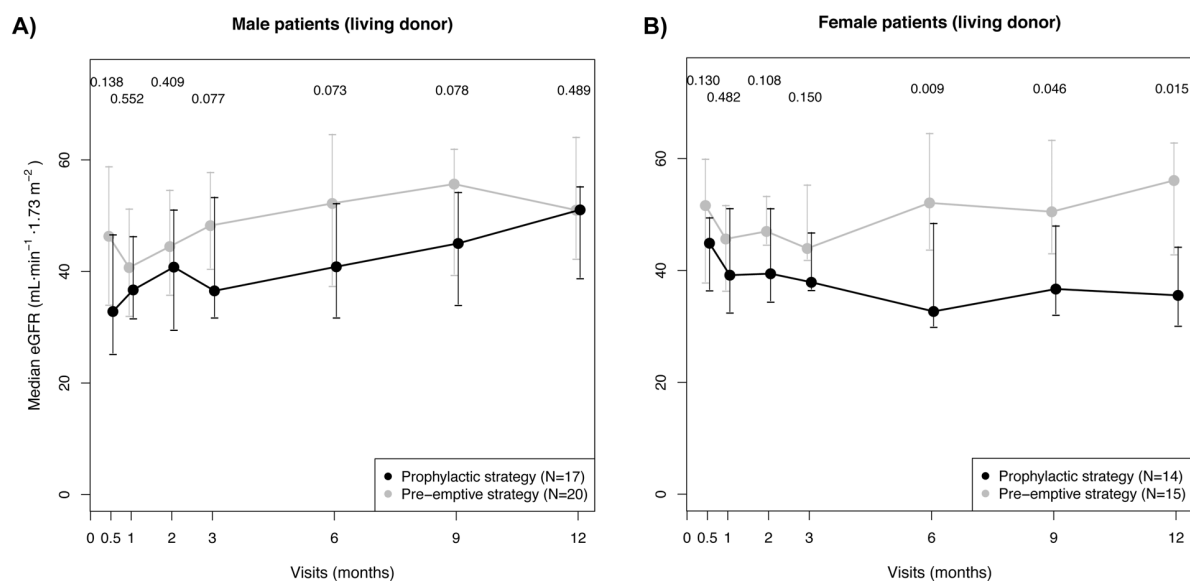 A)
Male patients (living donor)
0.138
0.552
0.409
0.077
0.073
0.078
0.489
Median eGFR (mL·min⁻¹ ·1.73 m⁻² )
60
40
20
0
Prophylactic strategy (N=17)
Pre−emptive strategy (N=20)
0 0.5 1 2 3 6 9 12
Visits (months)
B)
Female patients (living donor)
0.130
0.482
0.108
0.150
0.009
0.046
0.015
60
40
20
0
Prophylactic strategy (N=14)
Pre−emptive strategy (N=15)
0 0.5 1 2 3 6 9 12
Visits (months)